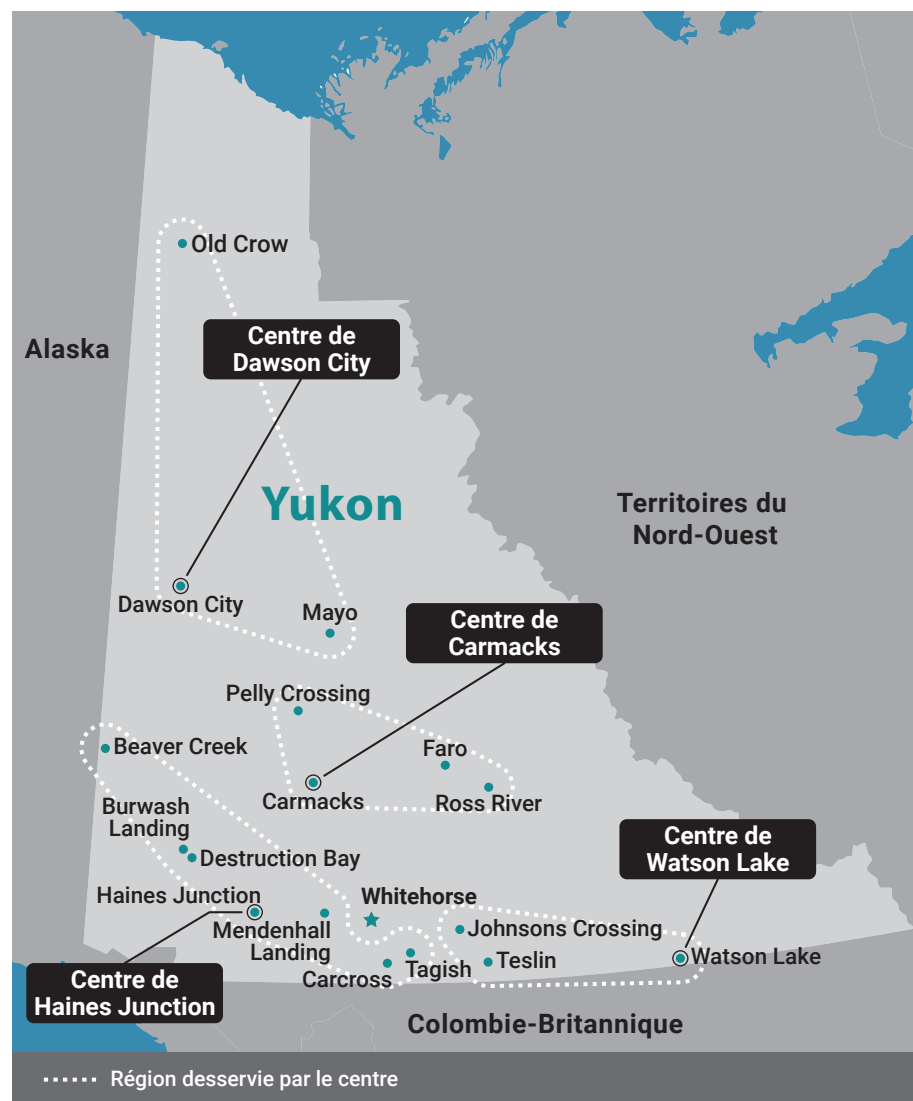 Old Crow
Centre de
Dawson City
Alaska
Yukon
Territoires du
Nord-Ouest
Dawson City
Mayo
Centre de
Carmacks
Pelly Crossing
Beaver Creek
Faro
Carmacks
Ross River
Burwash
Landing
Destruction Bay
Centre de
Watson Lake
Haines Junction
Whitehorse
Mendenhall
Landing
Johnsons Crossing
Watson Lake
Teslin
Tagish
Carcross
Centre de
Haines Junction
Colombie-Britannique
Région desservie par le centre